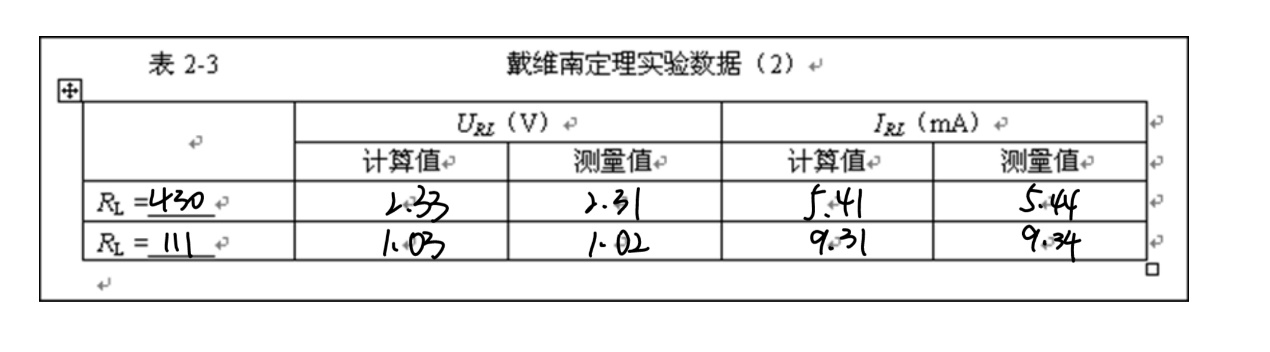 表 2-3 戴维南定理实验数据（2）
U_RL（V） I_RL（mA）
计算值 测量值 计算值 测量值
R_L =430 2.33 2.31 5.41 5.44
R_L = 111 1.03 1.02 9.31 9.34